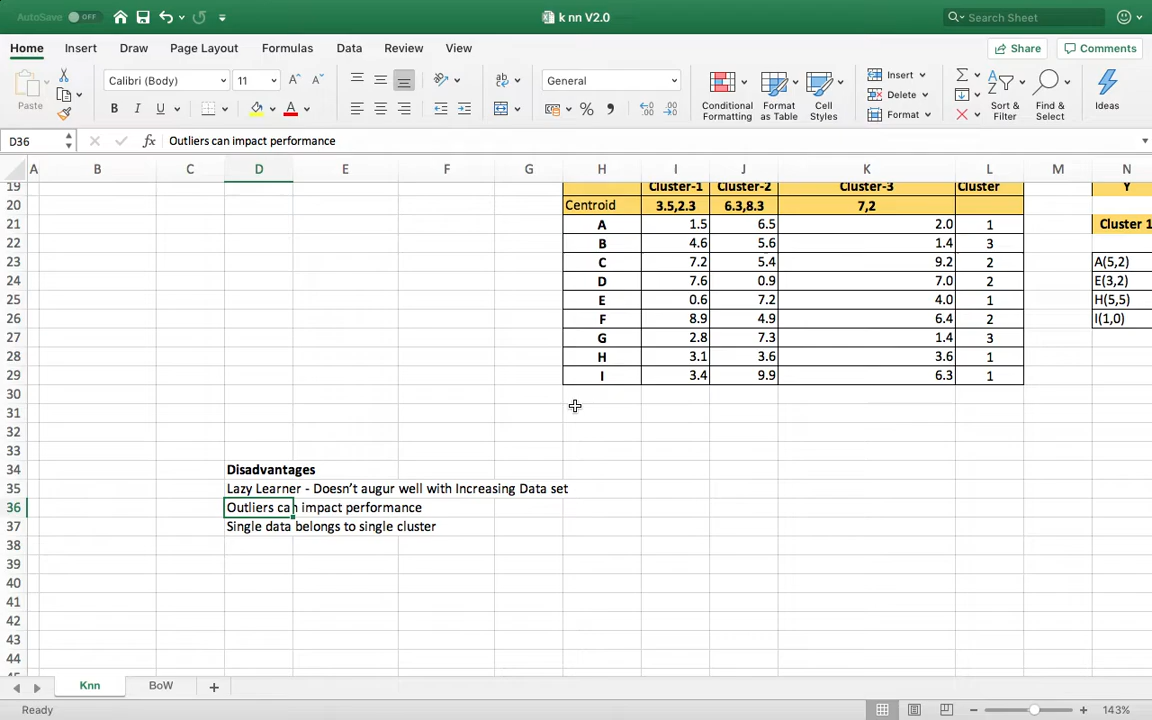 AutoSave OFF k nn V2.0 Search Sheet
Home Insert Draw Page Layout Formulas Data Review View Share Comments
Paste Calibri (Body) 11 A A General Conditional Formatting Format as Table Cell Styles Insert Delete Format Sort & Filter Find & Select Ideas
B I U A ab % ,
D36 fx Outliers can impact performance
A B C D E F G H I J K L M N
19 Cluster-1 Cluster-2 Cluster-3 Cluster Y
20 Centroid 3.5,2.3 6.3,8.3 7,2
21 A 1.5 6.5 2.0 1 Cluster 1
22 B 4.6 5.6 1.4 3
23 C 7.2 5.4 9.2 2 A(5,2)
24 D 7.6 0.9 7.0 2 E(3,2)
25 E 0.6 7.2 4.0 1 H(5,5)
26 F 8.9 4.9 6.4 2 I(1,0)
27 G 2.8 7.3 1.4 3
28 H 3.1 3.6 3.6 1
29 I 3.4 9.9 6.3 1
30
31
32
33
34 Disadvantages
35 Lazy Learner - Doesn't augur well with Increasing Data set
36 Outliers can impact performance
37 Single data belongs to single cluster
38
39
40
41
42
43
44
Knn BoW +
Ready 143%